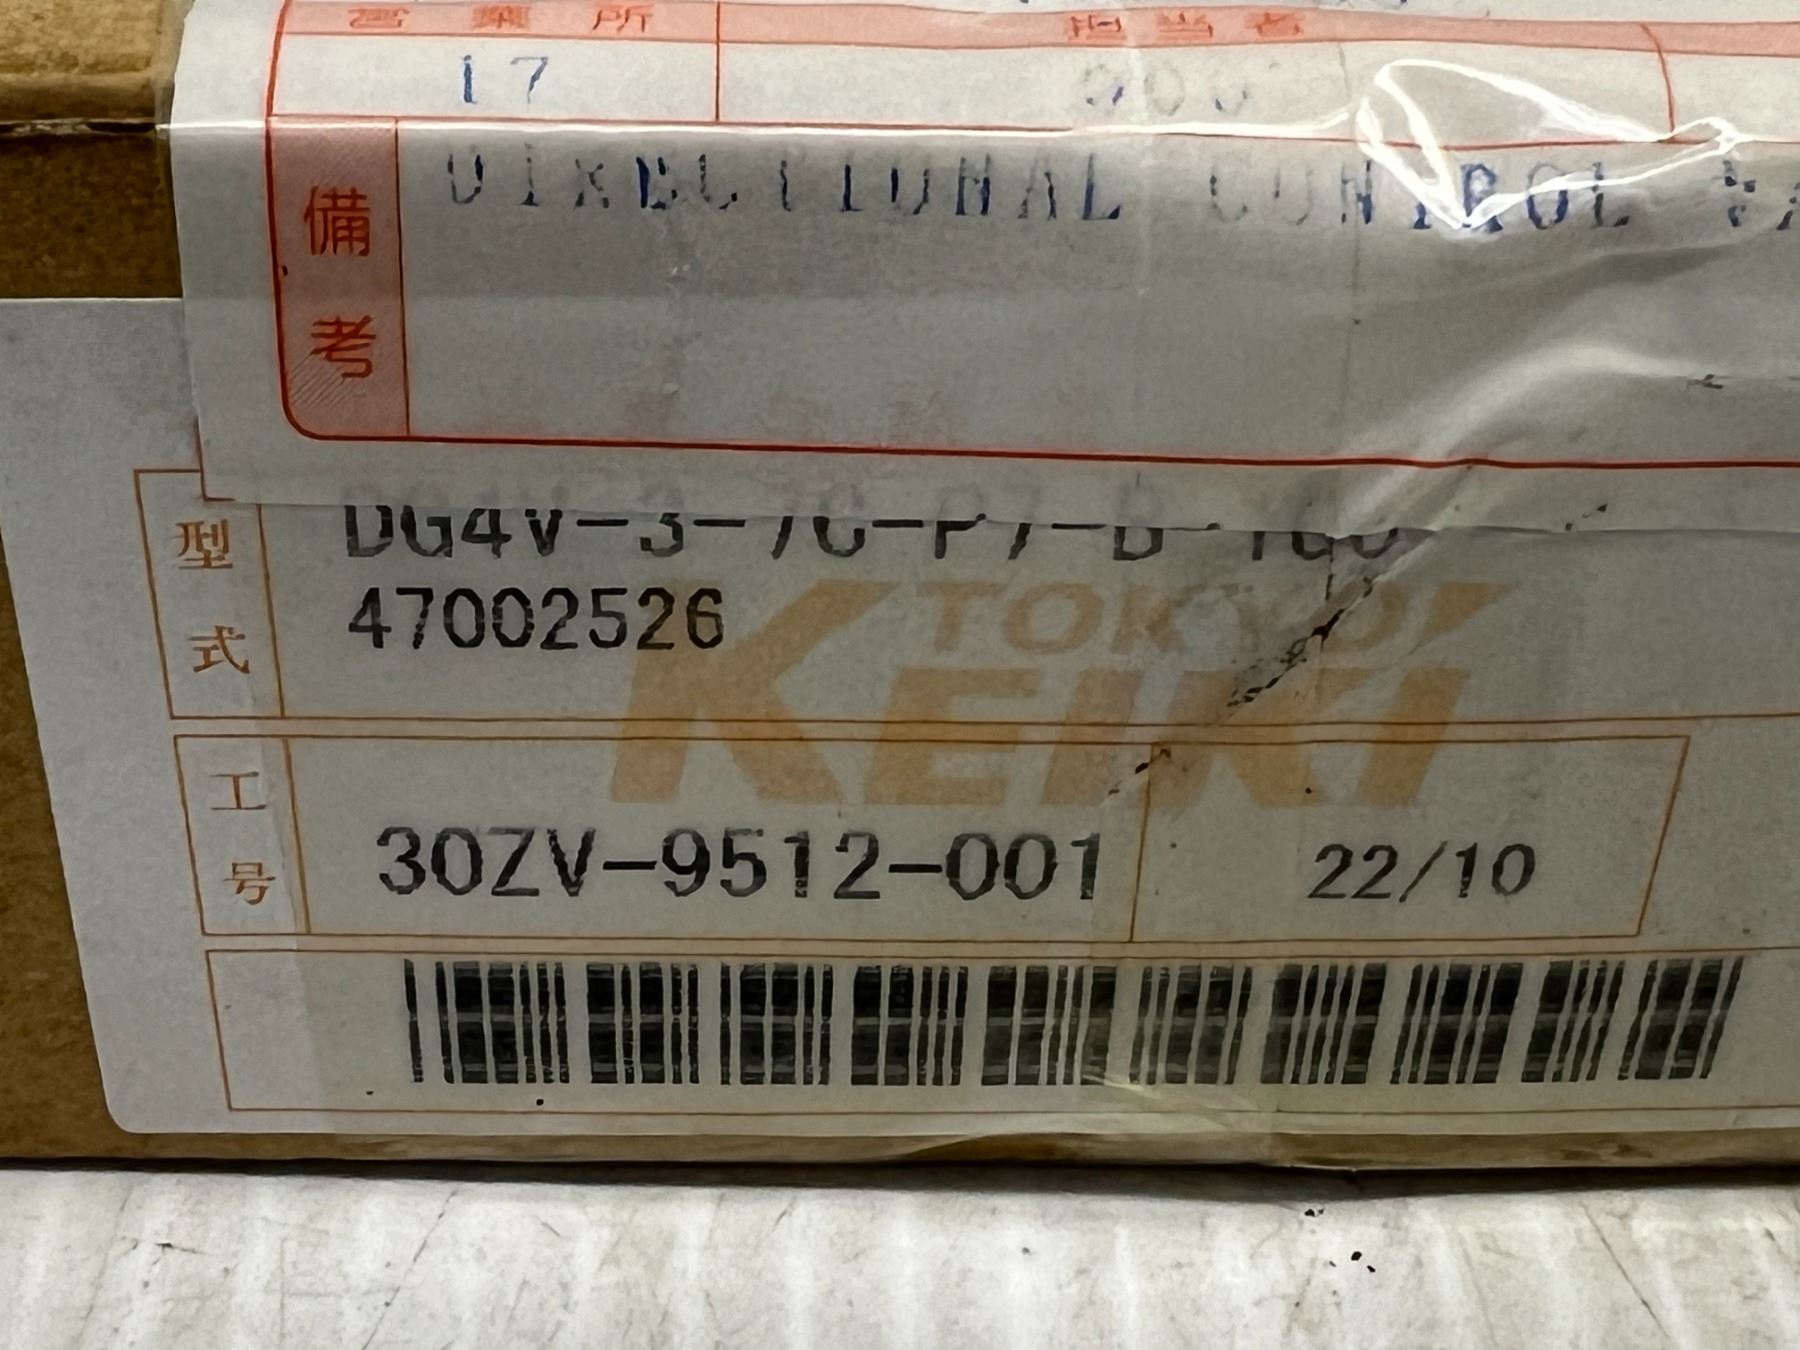 営業所 担当者
17
DIRECTIONAL CONTROL
備考
型式
47002526
TOKYO
KEIKI
工号
30ZV-9512-001 22/10